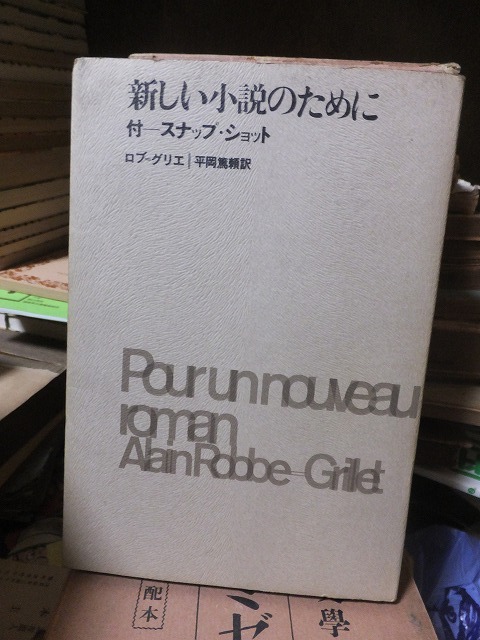 新しい小説のために
付─スナップ・ショット
ロブ=グリエ│平岡篤頼訳
Pour un nouveau
roman
Alain Robbe-Grillet
配本
ミゼ
學